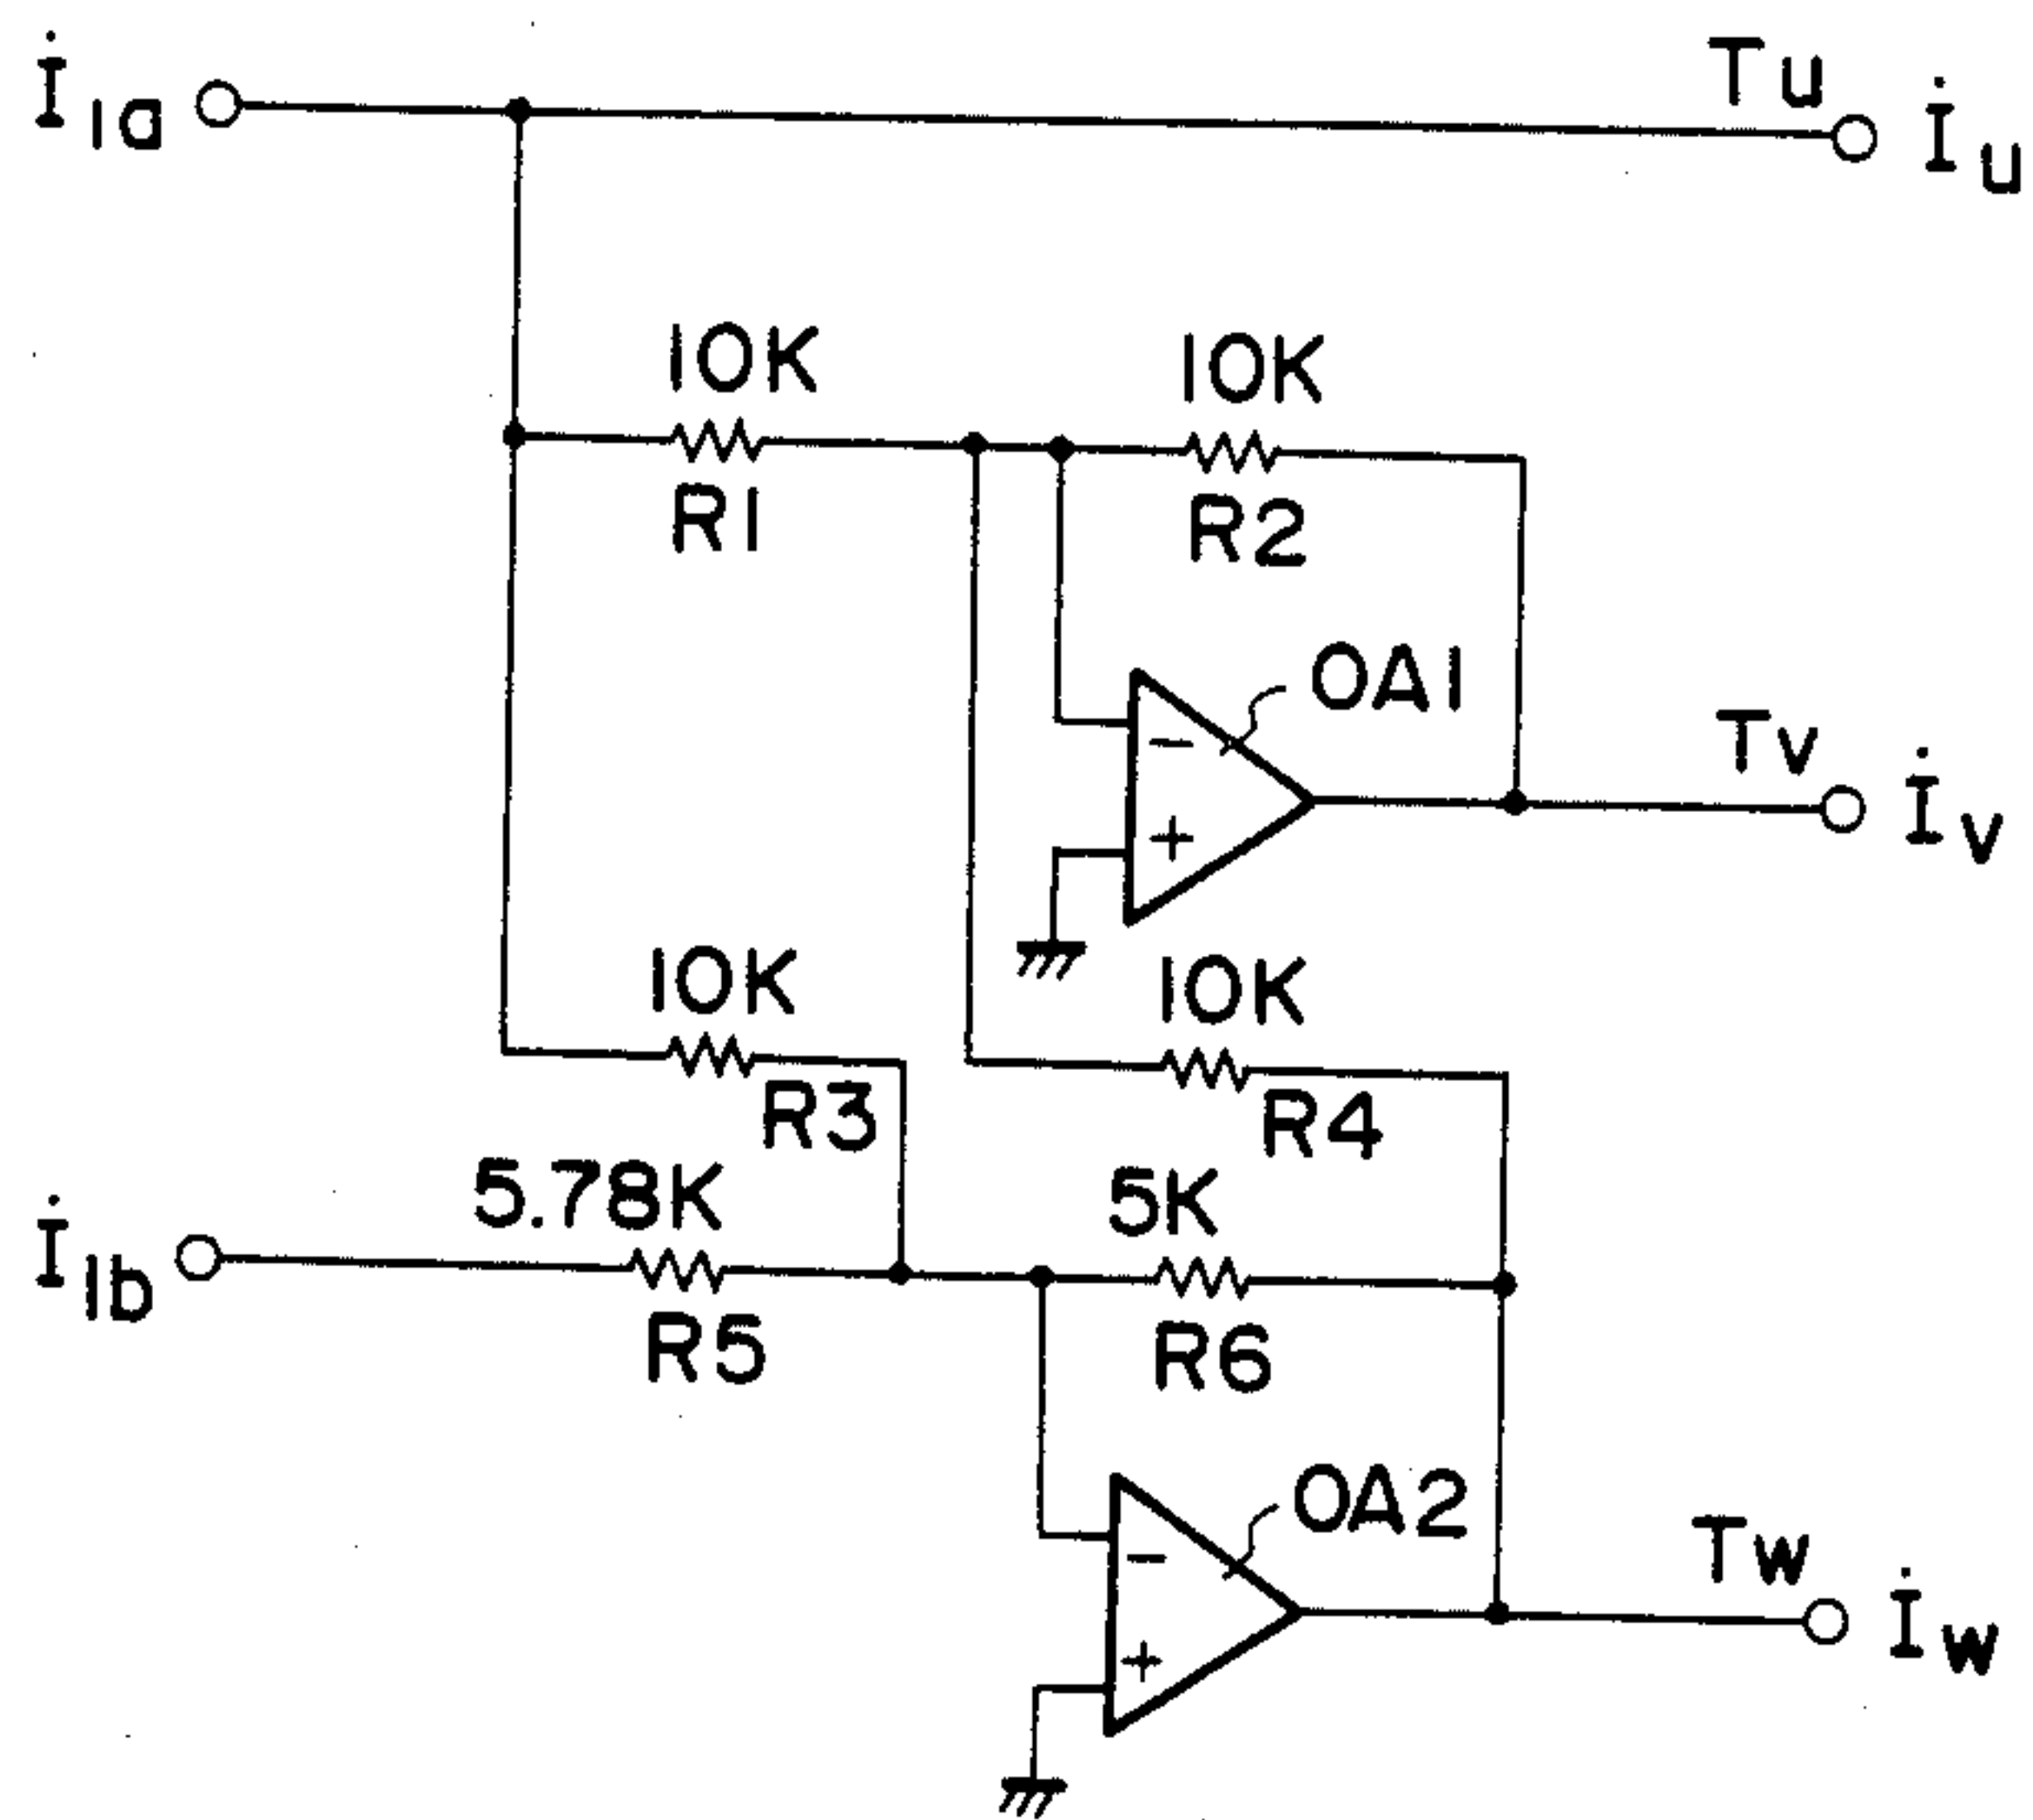 İ1a
Tu
İu
10K
10K
R1
R2
OA1
−
+
Tv
İv
10K
10K
R3
R4
5.78K
5K
İ1b
R5
R6
OA2
−
+
Tw
İw